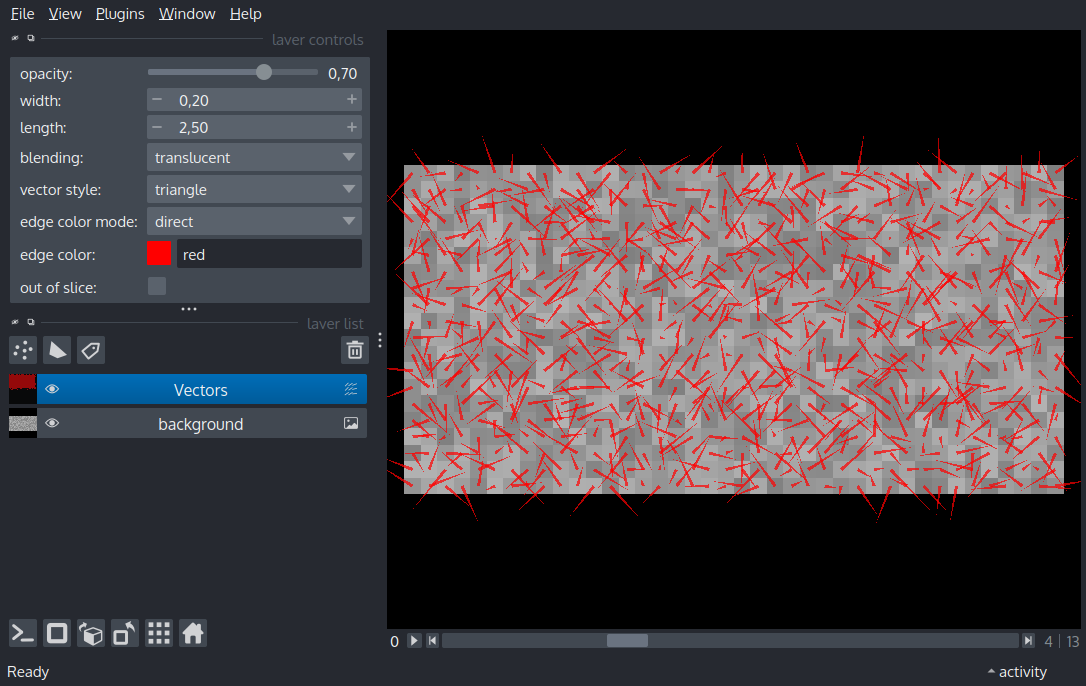 File View Plugins Window Help
layer controls
opacity: 0,70
width: 0,20
length: 2,50
blending: translucent
vector style: triangle
edge color mode: direct
edge color: red
out of slice:
layer list
Vectors
background
0 4 | 13
Ready activity